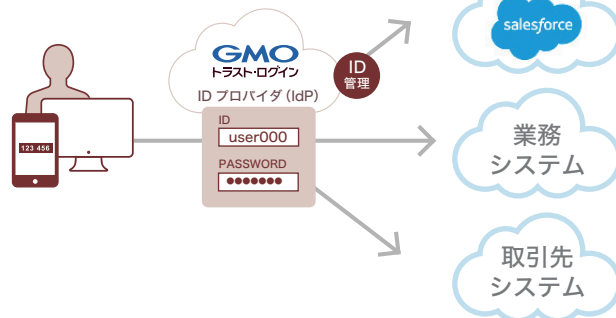 salesforce
GMO
トラスト・ログイン
ID
管理
ID プロバイダ（IdP）
ID
user000
業務
システム
123 456
PASSWORD
●●●●●●●
取引先
システム